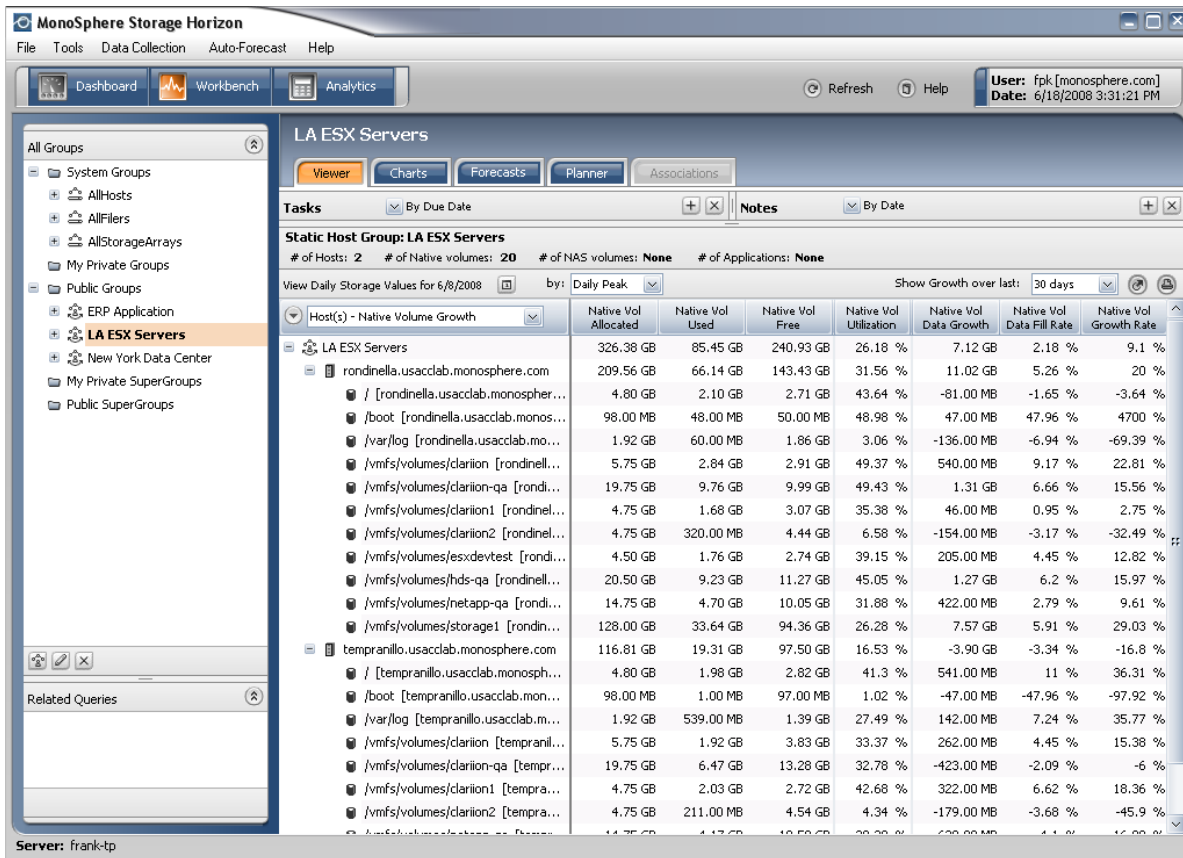 MonoSphere Storage Horizon
File Tools Data Collection Auto-Forecast Help
Dashboard Workbench Analytics Refresh Help
User: fpk [monosphere.com]
Date: 6/18/2008 3:31:21 PM
All Groups
System Groups
AllHosts
AllFilers
AllStorageArrays
My Private Groups
Public Groups
ERP Application
LA ESX Servers
New York Data Center
My Private SuperGroups
Public SuperGroups
Related Queries
LA ESX Servers
Viewer Charts Forecasts Planner Associations
Tasks By Due Date Notes By Date
Static Host Group: LA ESX Servers
# of Hosts: 2 # of Native volumes: 20 # of NAS volumes: None # of Applications: None
View Daily Storage Values for 6/8/2008 by: Daily Peak Show Growth over last: 30 days
Host(s) - Native Volume Growth Native Vol Allocated Native Vol Used Native Vol Free Native Vol Utilization Native Vol Data Growth Native Vol Data Fill Rate Native Vol Growth Rate
LA ESX Servers 326.38 GB 85.45 GB 240.93 GB 26.18 % 7.12 GB 2.18 % 9.1 %
rondinella.usacclab.monosphere.com 209.56 GB 66.14 GB 143.43 GB 31.56 % 11.02 GB 5.26 % 20 %
/ [rondinella.usacclab.monospher... 4.80 GB 2.10 GB 2.71 GB 43.64 % -81.00 MB -1.65 % -3.64 %
/boot [rondinella.usacclab.monos... 98.00 MB 48.00 MB 50.00 MB 48.98 % 47.00 MB 47.96 % 4700 %
/var/log [rondinella.usacclab.mo... 1.92 GB 60.00 MB 1.86 GB 3.06 % -136.00 MB -6.94 % -69.39 %
/vmfs/volumes/clariion [rondinell... 5.75 GB 2.84 GB 2.91 GB 49.37 % 540.00 MB 9.17 % 22.81 %
/vmfs/volumes/clariion-qa [rondi... 19.75 GB 9.76 GB 9.99 GB 49.43 % 1.31 GB 6.66 % 15.56 %
/vmfs/volumes/clariion1 [rondinel... 4.75 GB 1.68 GB 3.07 GB 35.38 % 46.00 MB 0.95 % 2.75 %
/vmfs/volumes/clariion2 [rondinel... 4.75 GB 320.00 MB 4.44 GB 6.58 % -154.00 MB -3.17 % -32.49 %
/vmfs/volumes/esxdevtest [rondi... 4.50 GB 1.76 GB 2.74 GB 39.15 % 205.00 MB 4.45 % 12.82 %
/vmfs/volumes/hds-qa [rondinell... 20.50 GB 9.23 GB 11.27 GB 45.05 % 1.27 GB 6.2 % 15.97 %
/vmfs/volumes/netapp-qa [rondi... 14.75 GB 4.70 GB 10.05 GB 31.88 % 422.00 MB 2.79 % 9.61 %
/vmfs/volumes/storage1 [rondin... 128.00 GB 33.64 GB 94.36 GB 26.28 % 7.57 GB 5.91 % 29.03 %
tempranillo.usacclab.monosphere.com 116.81 GB 19.31 GB 97.50 GB 16.53 % -3.90 GB -3.34 % -16.8 %
/ [tempranillo.usacclab.monosph... 4.80 GB 1.98 GB 2.82 GB 41.3 % 541.00 MB 11 % 36.31 %
/boot [tempranillo.usacclab.mon... 98.00 MB 1.00 MB 97.00 MB 1.02 % -47.00 MB -47.96 % -97.92 %
/var/log [tempranillo.usacclab.m... 1.92 GB 539.00 MB 1.39 GB 27.49 % 142.00 MB 7.24 % 35.77 %
/vmfs/volumes/clariion [tempranil... 5.75 GB 1.92 GB 3.83 GB 33.37 % 262.00 MB 4.45 % 15.38 %
/vmfs/volumes/clariion-qa [tempr... 19.75 GB 6.47 GB 13.28 GB 32.78 % -423.00 MB -2.09 % -6 %
/vmfs/volumes/clariion1 [tempra... 4.75 GB 2.03 GB 2.72 GB 42.68 % 322.00 MB 6.62 % 18.36 %
/vmfs/volumes/clariion2 [tempra... 4.75 GB 211.00 MB 4.54 GB 4.34 % -179.00 MB -3.68 % -45.9 %
Server: frank-tp